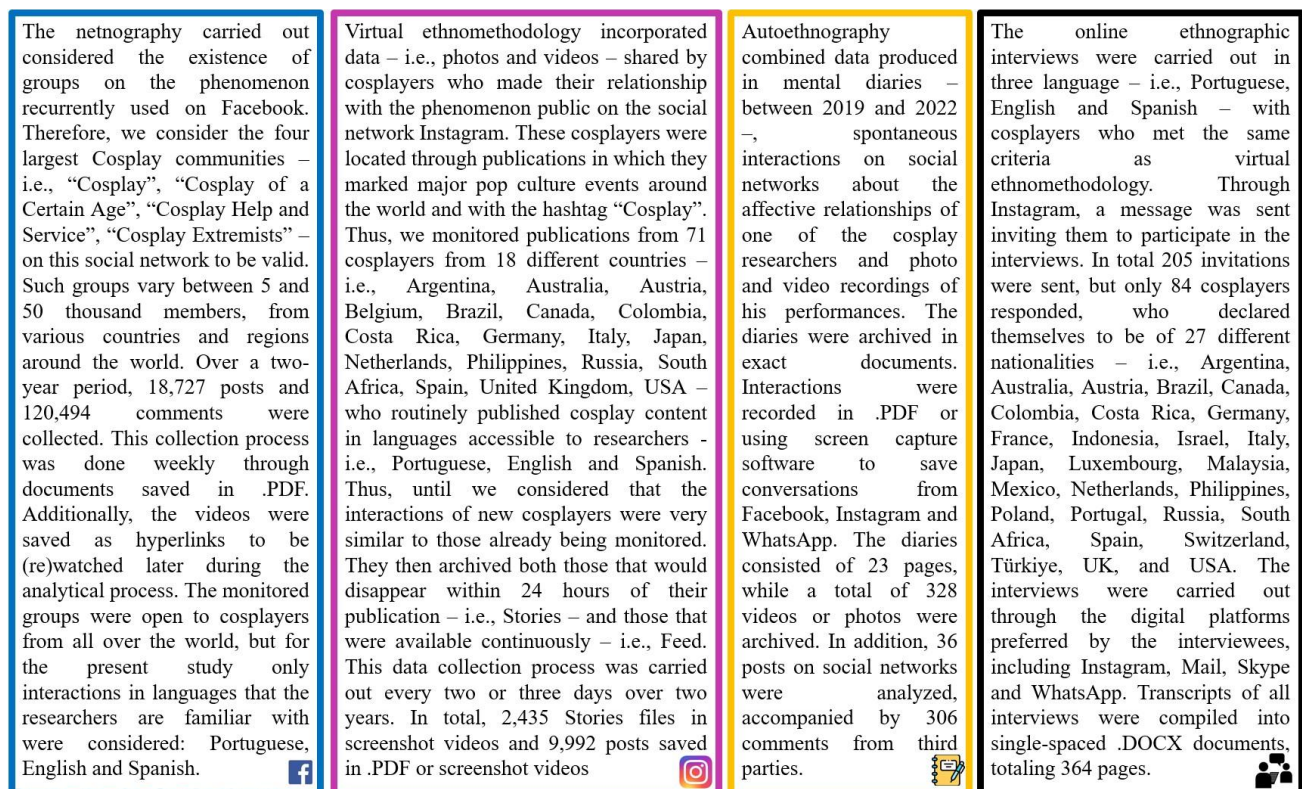 The netnography carried out
considered the existence of
groups on the phenomenon
recurrently used on Facebook.
Therefore, we consider the four
largest Cosplay communities –
i.e., “Cosplay”, “Cosplay of a
Certain Age”, “Cosplay Help and
Service”, “Cosplay Extremists” –
on this social network to be valid.
Such groups vary between 5 and
50 thousand members, from
various countries and regions
around the world. Over a two-
year period, 18,727 posts and
120,494 comments were
collected. This collection process
was done weekly through
documents saved in .PDF.
Additionally, the videos were
saved as hyperlinks to be
(re)watched later during the
analytical process. The monitored
groups were open to cosplayers
from all over the world, but for
the present study only
interactions in languages that the
researchers are familiar with
were considered: Portuguese,
English and Spanish.
Virtual ethnomethodology incorporated
data – i.e., photos and videos – shared by
cosplayers who made their relationship
with the phenomenon public on the social
network Instagram. These cosplayers were
located through publications in which they
marked major pop culture events around
the world and with the hashtag “Cosplay”.
Thus, we monitored publications from 71
cosplayers from 18 different countries –
i.e., Argentina, Australia, Austria,
Belgium, Brazil, Canada, Colombia,
Costa Rica, Germany, Italy, Japan,
Netherlands, Philippines, Russia, South
Africa, Spain, United Kingdom, USA –
who routinely published cosplay content
in languages accessible to researchers -
i.e., Portuguese, English and Spanish.
Thus, until we considered that the
interactions of new cosplayers were very
similar to those already being monitored.
They then archived both those that would
disappear within 24 hours of their
publication – i.e., Stories – and those that
were available continuously – i.e., Feed.
This data collection process was carried
out every two or three days over two
years. In total, 2,435 Stories files in
screenshot videos and 9,992 posts saved
in .PDF or screenshot videos
Autoethnography
combined data produced
in mental diaries –
between 2019 and 2022
–, spontaneous
interactions on social
networks about the
affective relationships of
one of the cosplay
researchers and photo
and video recordings of
his performances. The
diaries were archived in
exact documents.
Interactions were
recorded in .PDF or
using screen capture
software to save
conversations from
Facebook, Instagram and
WhatsApp. The diaries
consisted of 23 pages,
while a total of 328
videos or photos were
archived. In addition, 36
posts on social networks
were analyzed,
accompanied by 306
comments from third
parties.
The online ethnographic
interviews were carried out in
three language – i.e., Portuguese,
English and Spanish – with
cosplayers who met the same
criteria as virtual
ethnomethodology. Through
Instagram, a message was sent
inviting them to participate in the
interviews. In total 205 invitations
were sent, but only 84 cosplayers
responded, who declared
themselves to be of 27 different
nationalities – i.e., Argentina,
Australia, Austria, Brazil, Canada,
Colombia, Costa Rica, Germany,
France, Indonesia, Israel, Italy,
Japan, Luxembourg, Malaysia,
Mexico, Netherlands, Philippines,
Poland, Portugal, Russia, South
Africa, Spain, Switzerland,
Türkiye, UK, and USA. The
interviews were carried out
through the digital platforms
preferred by the interviewees,
including Instagram, Mail, Skype
and WhatsApp. Transcripts of all
interviews were compiled into
single-spaced .DOCX documents,
totaling 364 pages.